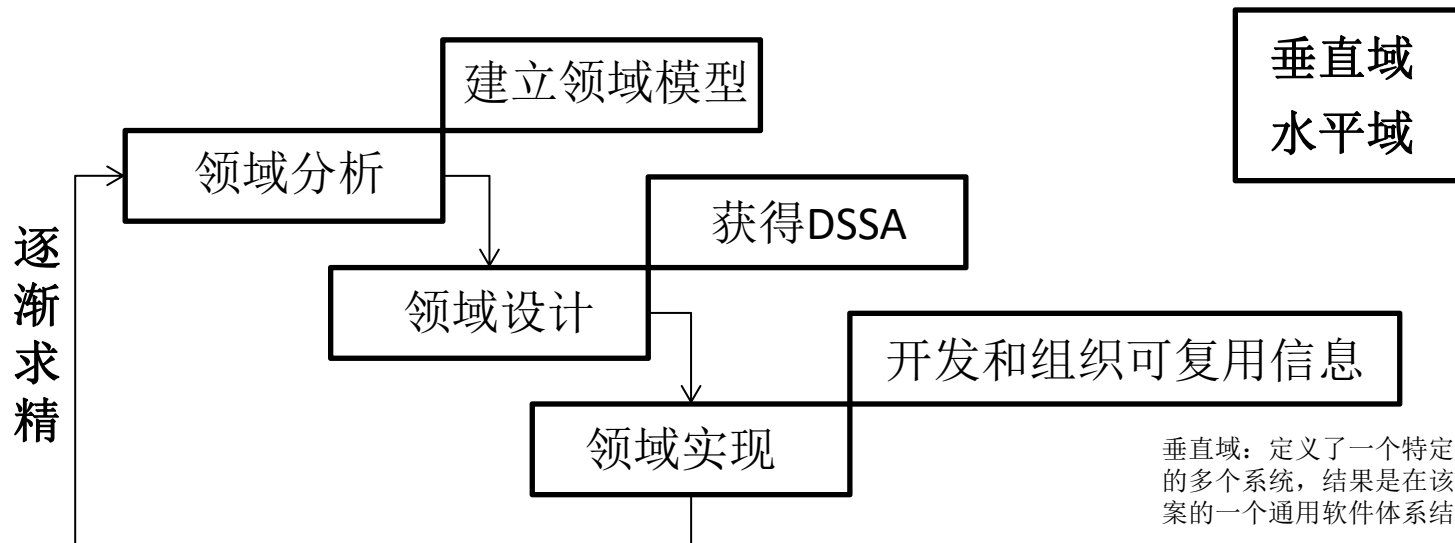 建立领域模型
垂直域
水平域
领域分析
获得DSSA
逐渐求精
领域设计
开发和组织可复用信息
领域实现
垂直域：定义了一个特定
的多个系统，结果是在该
案的一个通用软件体系结